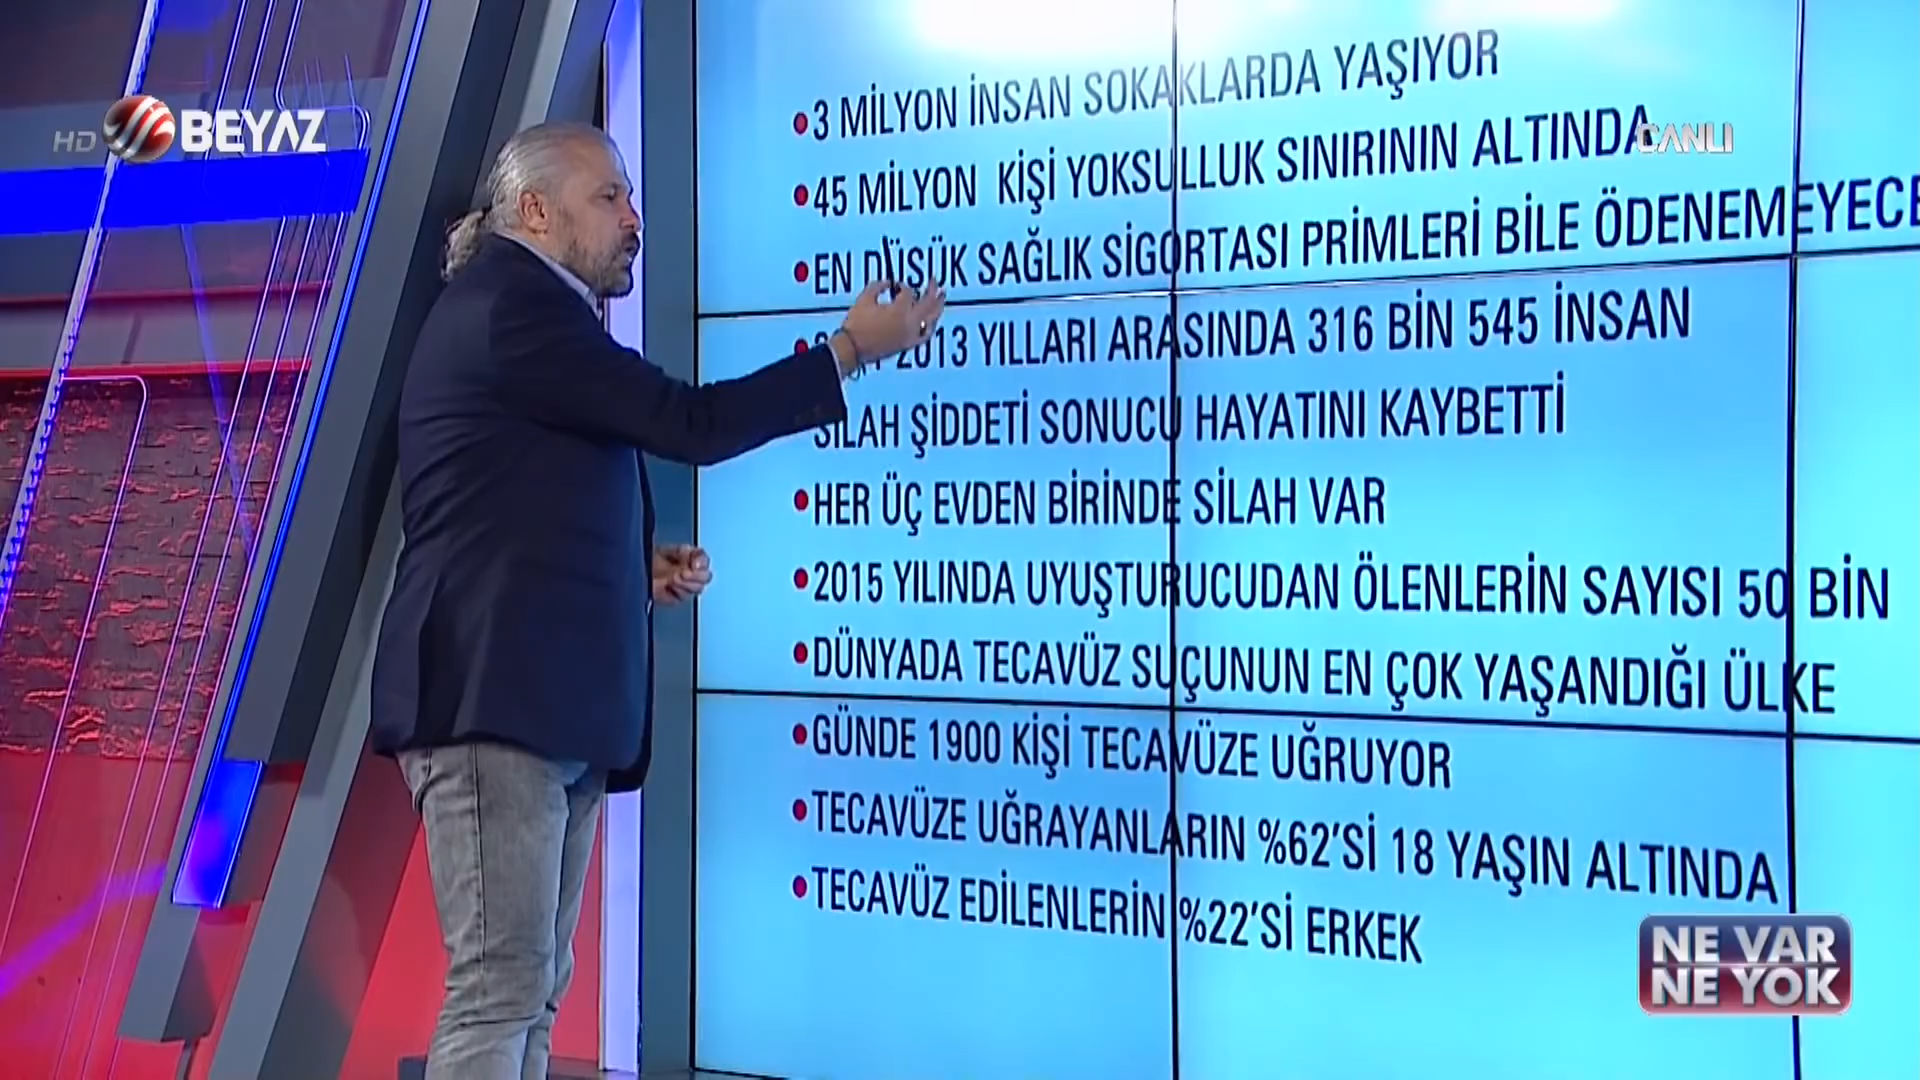 HD BEYAZ
CANLI
•3 MİLYON İNSAN SOKAKLARDA YAŞIYOR
•45 MİLYON KİŞİ YOKSULLUK SINIRININ ALTINDA
•EN DÜŞÜK SAĞLIK SİGORTASI PRİMLERİ BİLE ÖDENEMEYECE
2013 YILLARI ARASINDA 316 BİN 545 İNSAN
SİLAH ŞİDDETİ SONUCU HAYATINI KAYBETTİ
•HER ÜÇ EVDEN BİRİNDE SİLAH VAR
•2015 YILINDA UYUŞTURUCUDAN ÖLENLERİN SAYISI 50 BİN
•DÜNYADA TECAVÜZ SUÇUNUN EN ÇOK YAŞANDIĞI ÜLKE
•GÜNDE 1900 KİŞİ TECAVÜZE UĞRUYOR
•TECAVÜZE UĞRAYANLARIN %62'Sİ 18 YAŞIN ALTINDA
•TECAVÜZ EDİLENLERİN %22'Sİ ERKEK
NE VAR
NE YOK